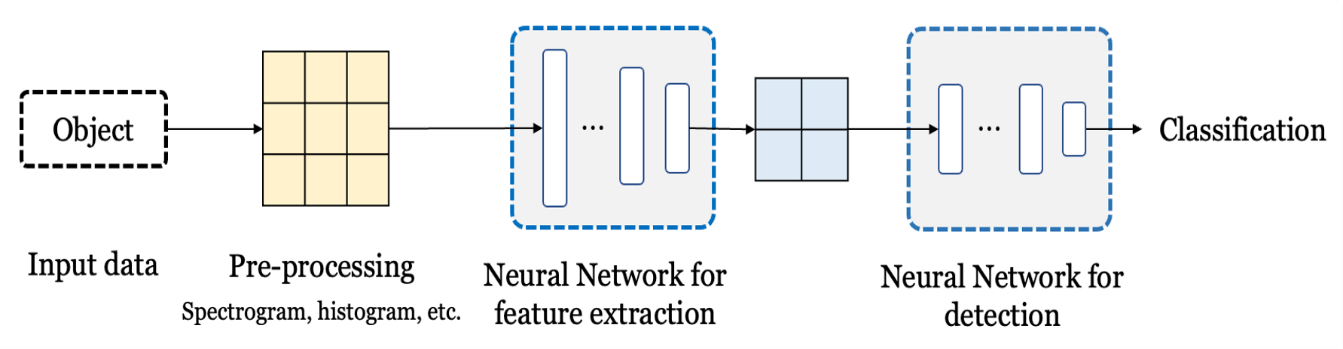 Object
Classification
Input data
Pre-processing
Spectrogram, histogram, etc.
Neural Network for
feature extraction
Neural Network for
detection